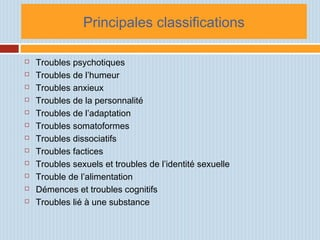 Principales classifications
Troubles psychotiques
Troubles de l'humeur
Troubles anxieux
Troubles de la personnalité
Troubles de l'adaptation
Troubles somatoformes
Troubles dissociatifs
Troubles factices
Troubles sexuels et troubles de l'identité sexuelle
Trouble de l'alimentation
Démences et troubles cognitifs
Troubles lié à une substance